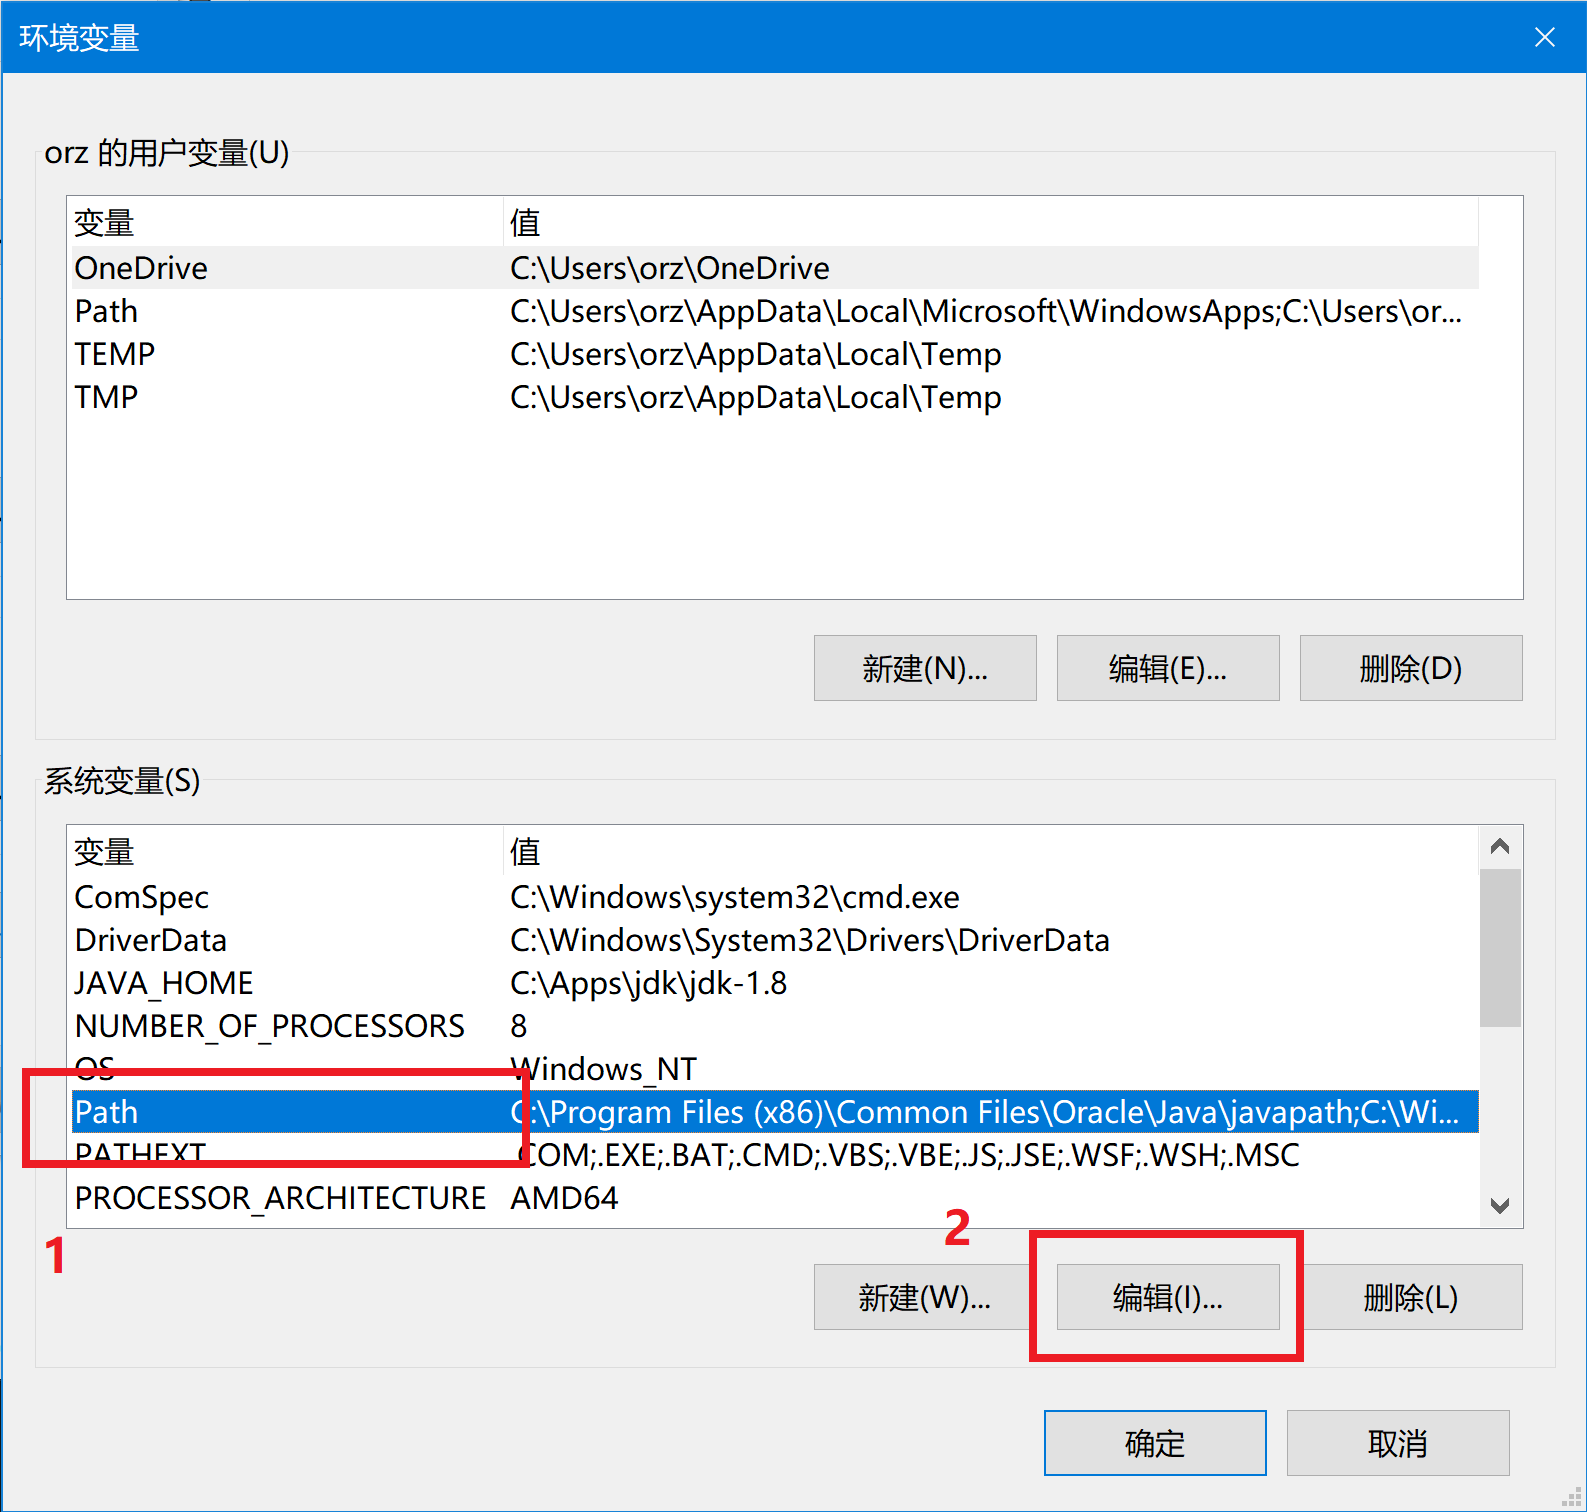 环境变量
orz 的用户变量(U)
变量 值
OneDrive C:\Users\orz\OneDrive
Path C:\Users\orz\AppData\Local\Microsoft\WindowsApps;C:\Users\or...
TEMP C:\Users\orz\AppData\Local\Temp
TMP C:\Users\orz\AppData\Local\Temp
新建(N)... 编辑(E)... 删除(D)
系统变量(S)
变量 值
ComSpec C:\Windows\system32\cmd.exe
DriverData C:\Windows\System32\Drivers\DriverData
JAVA_HOME C:\Apps\jdk\jdk-1.8
NUMBER_OF_PROCESSORS 8
OS Windows_NT
Path C:\Program Files (x86)\Common Files\Oracle\Java\javapath;C:\Wi...
PATHEXT .COM;.EXE;.BAT;.CMD;.VBS;.VBE;.JS;.JSE;.WSF;.WSH;.MSC
PROCESSOR_ARCHITECTURE AMD64
1 2
新建(W)... 编辑(I)... 删除(L)
确定 取消